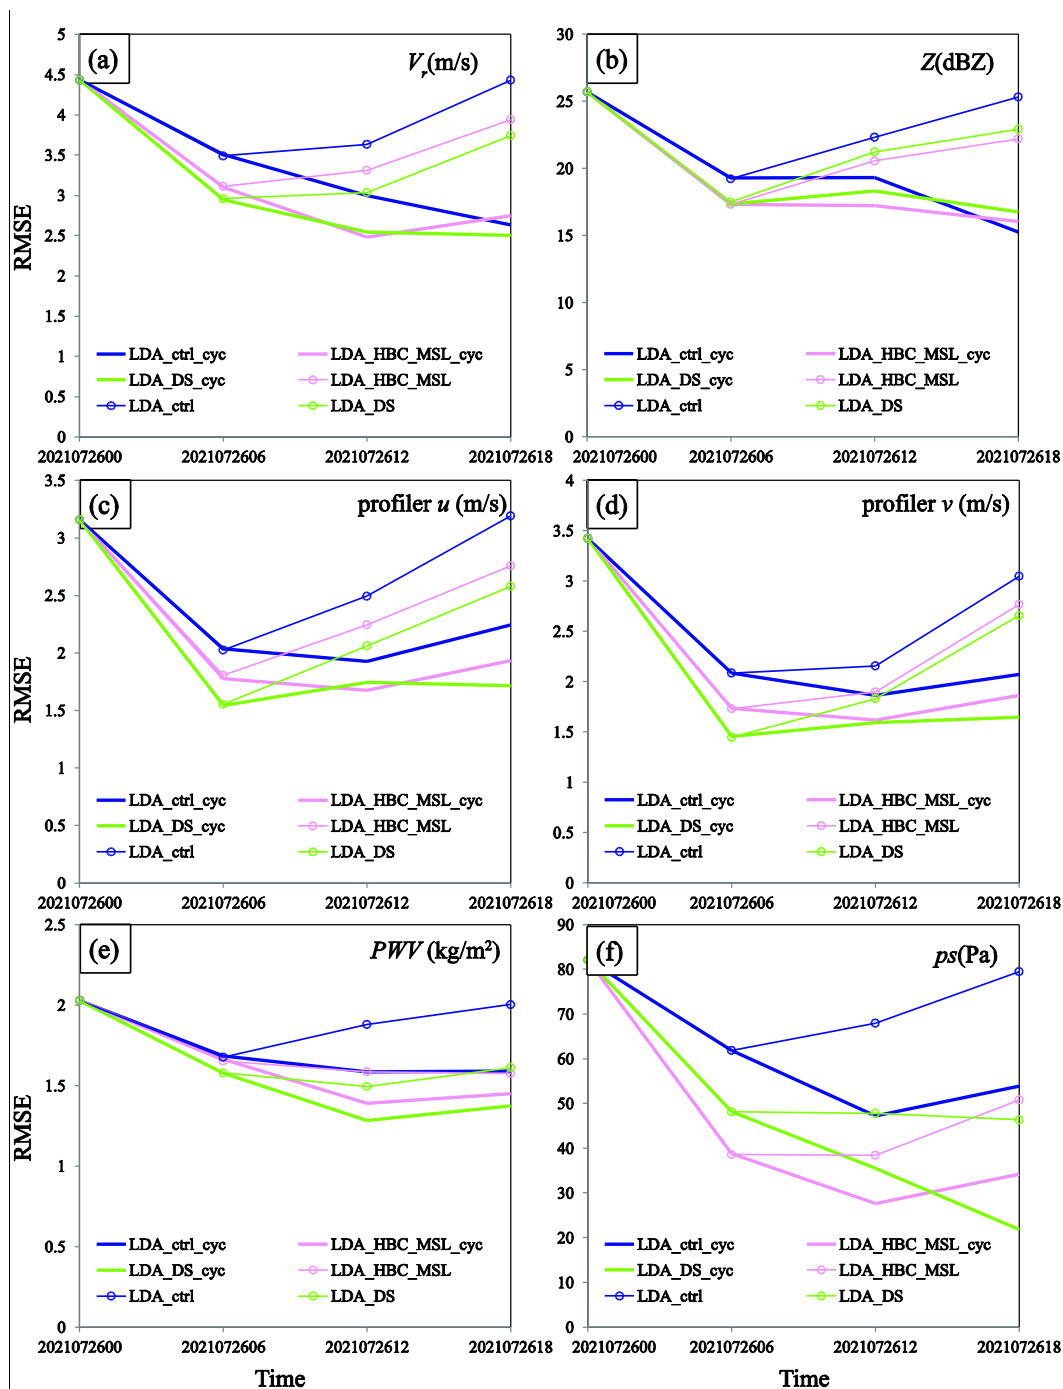 (a) V_r(m/s)
5
4.5
4
3.5
3
2.5
2
1.5
1
0.5
0
RMSE
LDA_ctrl_cyc LDA_HBC_MSL_cyc
LDA_DS_cyc LDA_HBC_MSL
LDA_ctrl LDA_DS
2021072600 2021072606 2021072612 2021072618
(b) Z(dBZ)
30
25
20
15
10
5
0
LDA_ctrl_cyc LDA_HBC_MSL_cyc
LDA_DS_cyc LDA_HBC_MSL
LDA_ctrl LDA_DS
2021072600 2021072606 2021072612 2021072618
(c) profiler u (m/s)
3.5
3
2.5
2
1.5
1
0.5
0
RMSE
LDA_ctrl_cyc LDA_HBC_MSL_cyc
LDA_DS_cyc LDA_HBC_MSL
LDA_ctrl LDA_DS
2021072600 2021072606 2021072612 2021072618
(d) profiler v (m/s)
4
3.5
3
2.5
2
1.5
1
0.5
0
LDA_ctrl_cyc LDA_HBC_MSL_cyc
LDA_DS_cyc LDA_HBC_MSL
LDA_ctrl LDA_DS
2021072600 2021072606 2021072612 2021072618
(e) PWV (kg/m²)
2.5
2
1.5
1
0.5
0
RMSE
LDA_ctrl_cyc LDA_HBC_MSL_cyc
LDA_DS_cyc LDA_HBC_MSL
LDA_ctrl LDA_DS
2021072600 2021072606 2021072612 2021072618
Time
(f) ps(Pa)
90
80
70
60
50
40
30
20
10
0
LDA_ctrl_cyc LDA_HBC_MSL_cyc
LDA_DS_cyc LDA_HBC_MSL
LDA_ctrl LDA_DS
2021072600 2021072606 2021072612 2021072618
Time